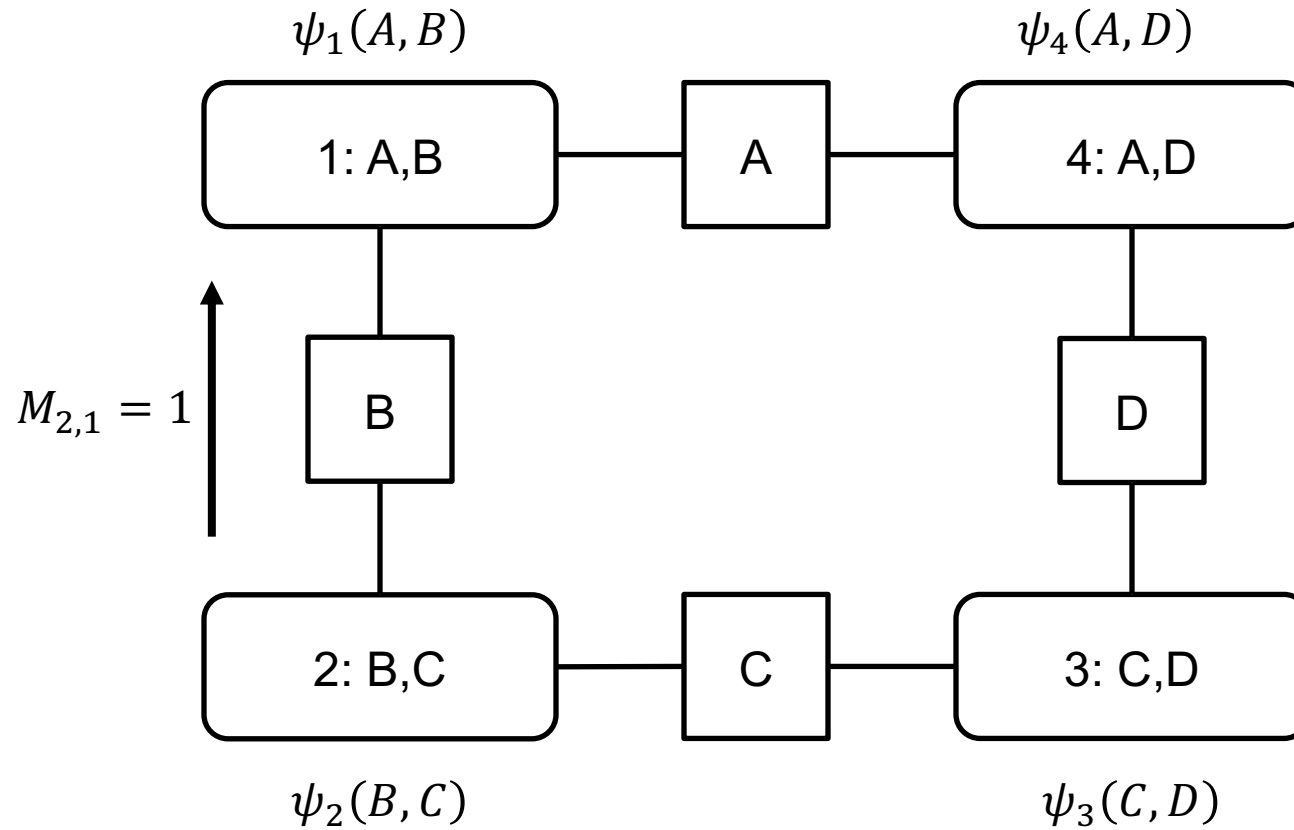 𝜓₁(𝐴, 𝐵)
𝜓₄(𝐴, 𝐷)
1: A,B
A
4: A,D
𝑀₂,₁ = 1
B
D
2: B,C
C
3: C,D
𝜓₂(𝐵, 𝐶)
𝜓₃(𝐶, 𝐷)